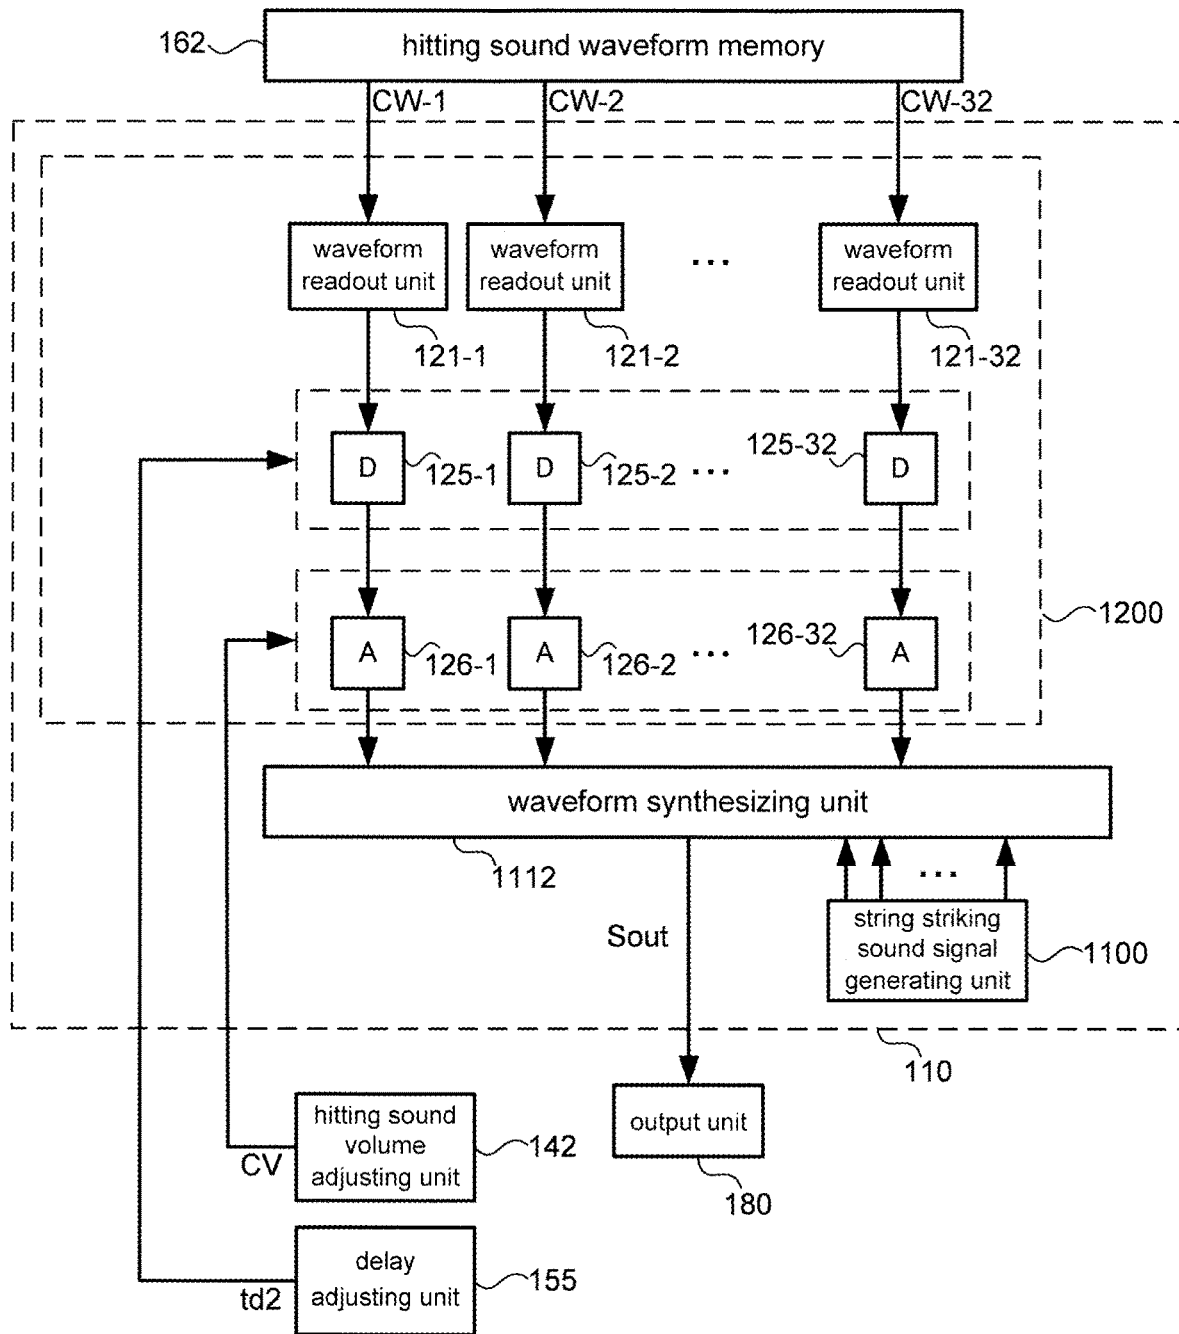 162
hitting sound waveform memory
CW-1
CW-2
CW-32
waveform
readout unit
waveform
readout unit
...
waveform
readout unit
121-1
121-2
121-32
D
125-1
D
125-2
...
125-32
D
A
126-1
A
126-2
...
126-32
A
1200
waveform synthesizing unit
1112
...
Sout
string striking
sound signal
generating unit
1100
110
hitting sound
volume
adjusting unit
142
CV
output unit
180
delay
adjusting unit
155
td2